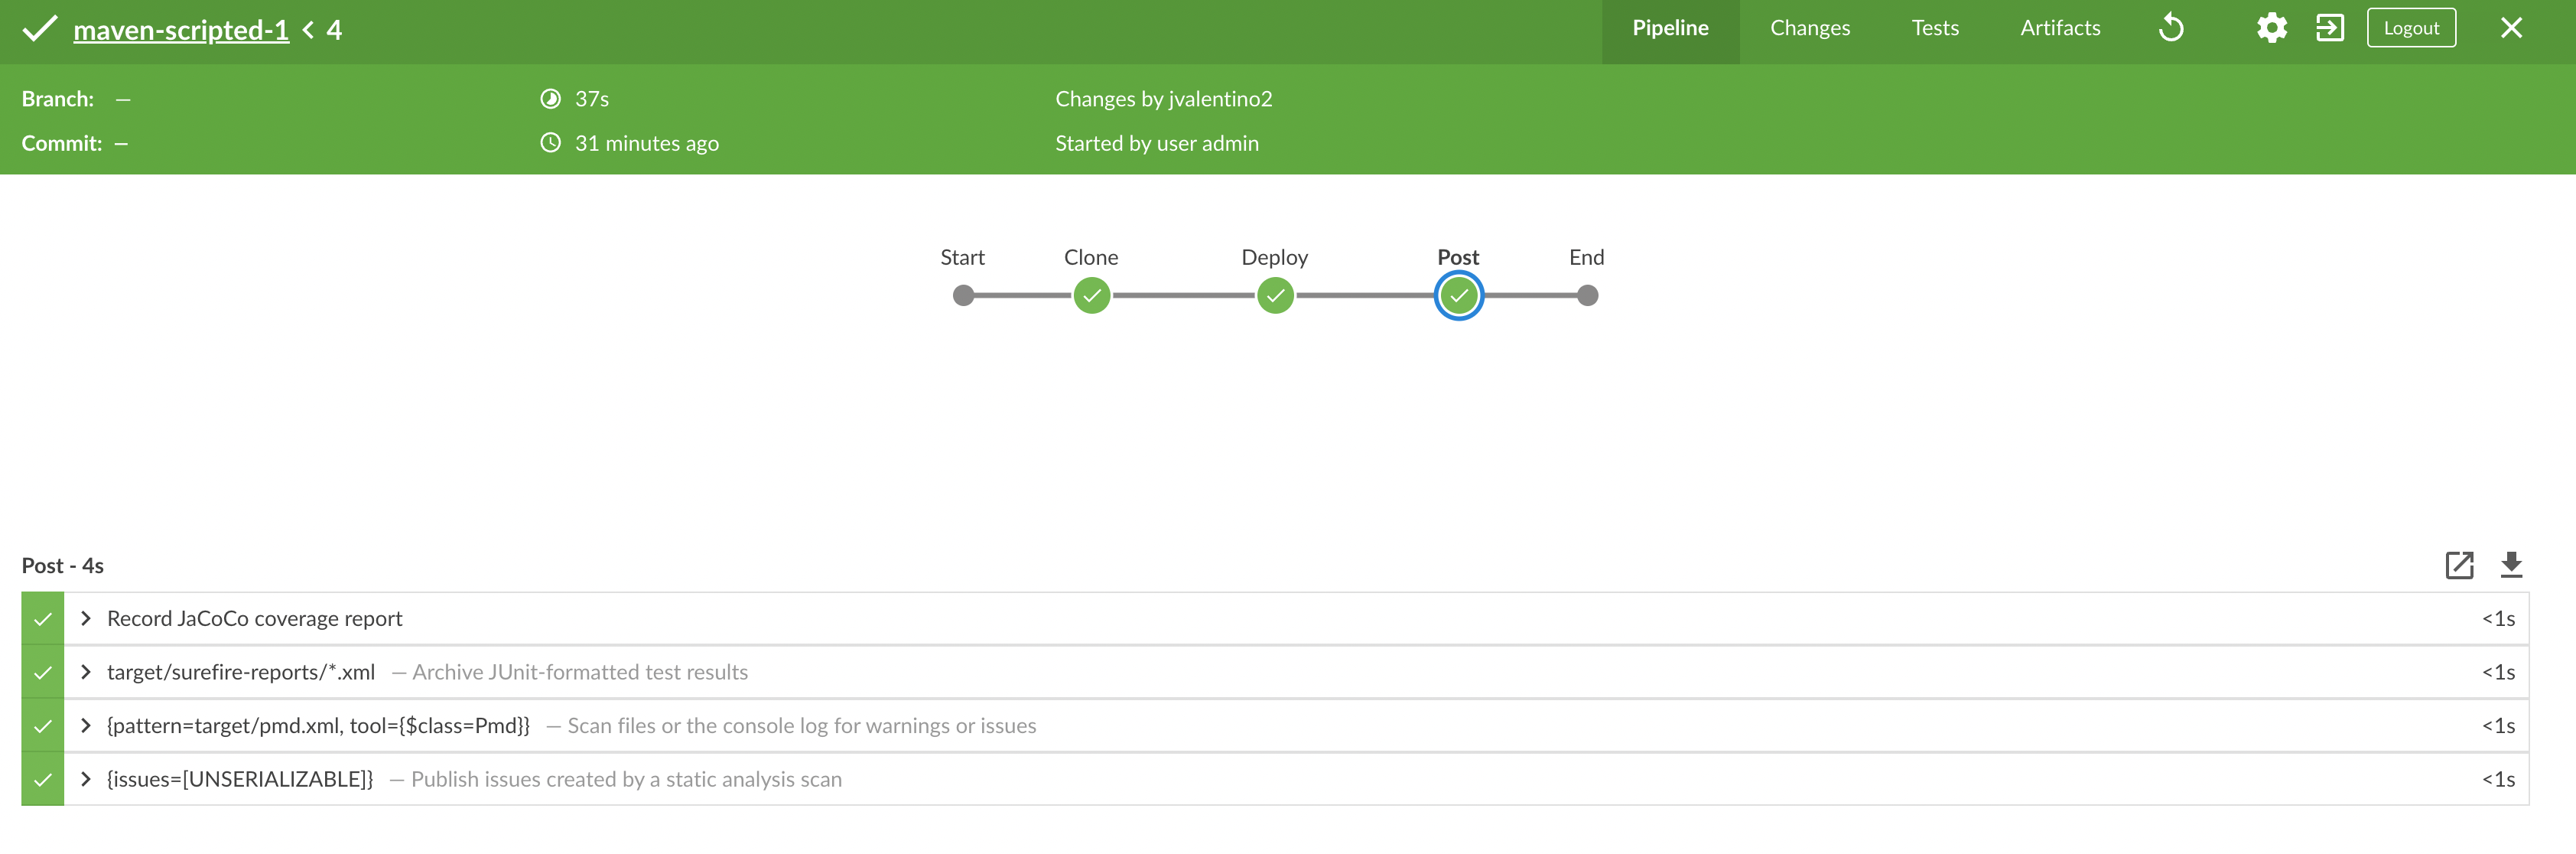 maven-scripted-1 < 4 Pipeline Changes Tests Artifacts Logout
Branch: — 37s Changes by jvalentino2
Commit: — 31 minutes ago Started by user admin
Start Clone Deploy Post End
Post - 4s
Record JaCoCo coverage report <1s
target/surefire-reports/*.xml — Archive JUnit-formatted test results <1s
{pattern=target/pmd.xml, tool={$class=Pmd}} — Scan files or the console log for warnings or issues <1s
{issues=[UNSERIALIZABLE]} — Publish issues created by a static analysis scan <1s